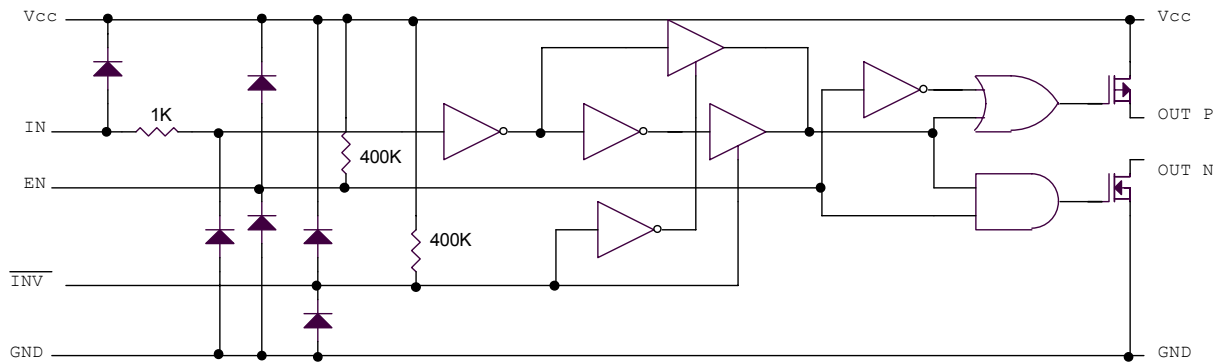 Vcc
Vcc
1K
IN
OUT P
400K
OUT N
EN
400K
INV
GND
GND